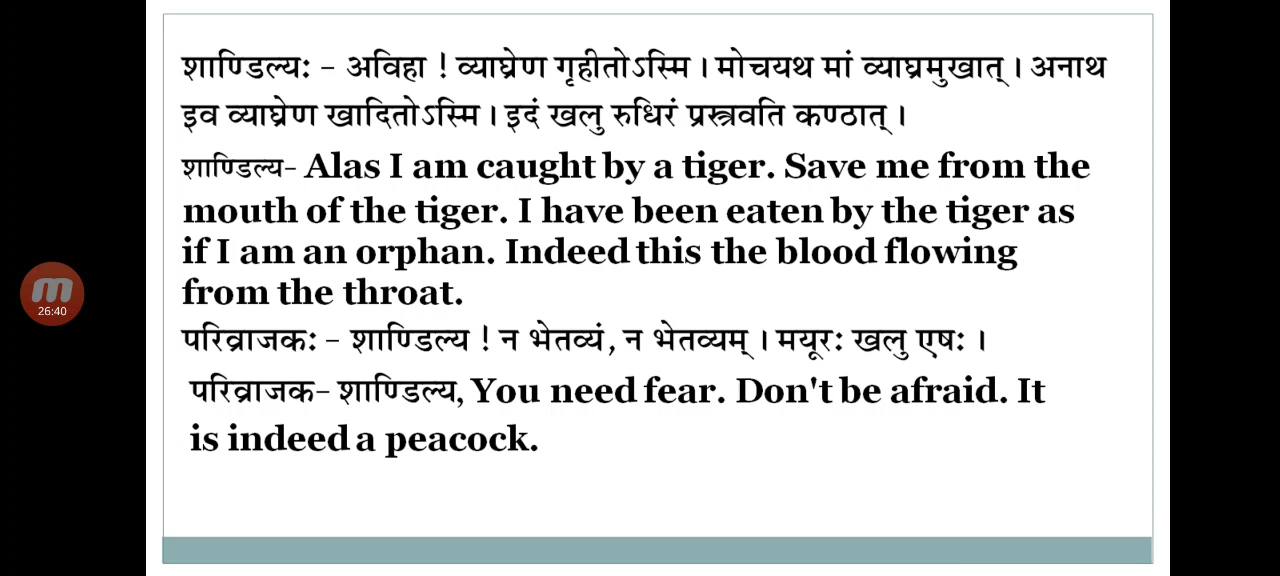 शाण्डिल्यः - अविहा ! व्याघ्रेण गृहीतोऽस्मि । मोचयथ मां व्याघ्रमुखात् । अनाथ
इव व्याघ्रेण खादितोऽस्मि । इदं खलु रुधिरं प्रस्त्रवति कण्ठात् ।
शाण्डिल्य- Alas I am caught by a tiger. Save me from the
mouth of the tiger. I have been eaten by the tiger as
if I am an orphan. Indeed this the blood flowing
from the throat.
m
26:40
परिव्राजकः - शाण्डिल्य ! न भेतव्यं, न भेतव्यम् । मयूरः खलु एषः ।
परिव्राजक- शाण्डिल्य, You need fear. Don't be afraid. It
is indeed a peacock.